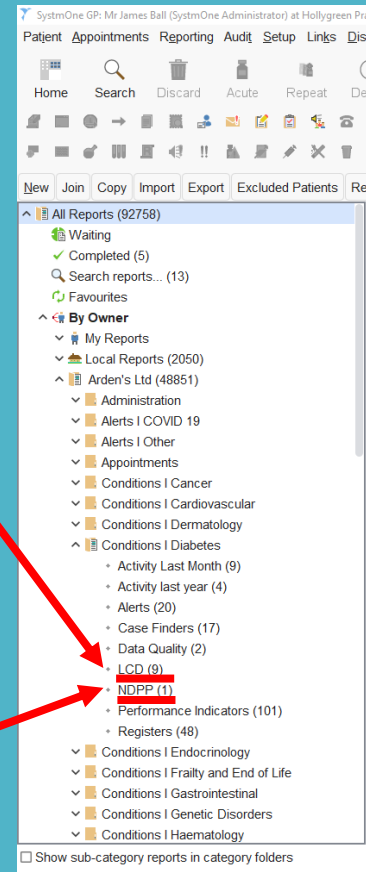 SystmOne GP: Mr James Ball (SystmOne Administrator) at Hollygreen Pra
Patient Appointments Reporting Audit Setup Links Dis
Home Search Discard Acute Repeat De
New Join Copy Import Export Excluded Patients Re
All Reports (92758)
Waiting
Completed (5)
Search reports... (13)
Favourites
By Owner
My Reports
Local Reports (2050)
Arden's Ltd (48851)
Administration
Alerts I COVID 19
Alerts I Other
Appointments
Conditions I Cancer
Conditions I Cardiovascular
Conditions I Dermatology
Conditions I Diabetes
Activity Last Month (9)
Activity last year (4)
Alerts (20)
Case Finders (17)
Data Quality (2)
LCD (9)
NDPP (1)
Performance Indicators (101)
Registers (48)
Conditions I Endocrinology
Conditions I Frailty and End of Life
Conditions I Gastrointestinal
Conditions I Genetic Disorders
Conditions I Haematology
Show sub-category reports in category folders